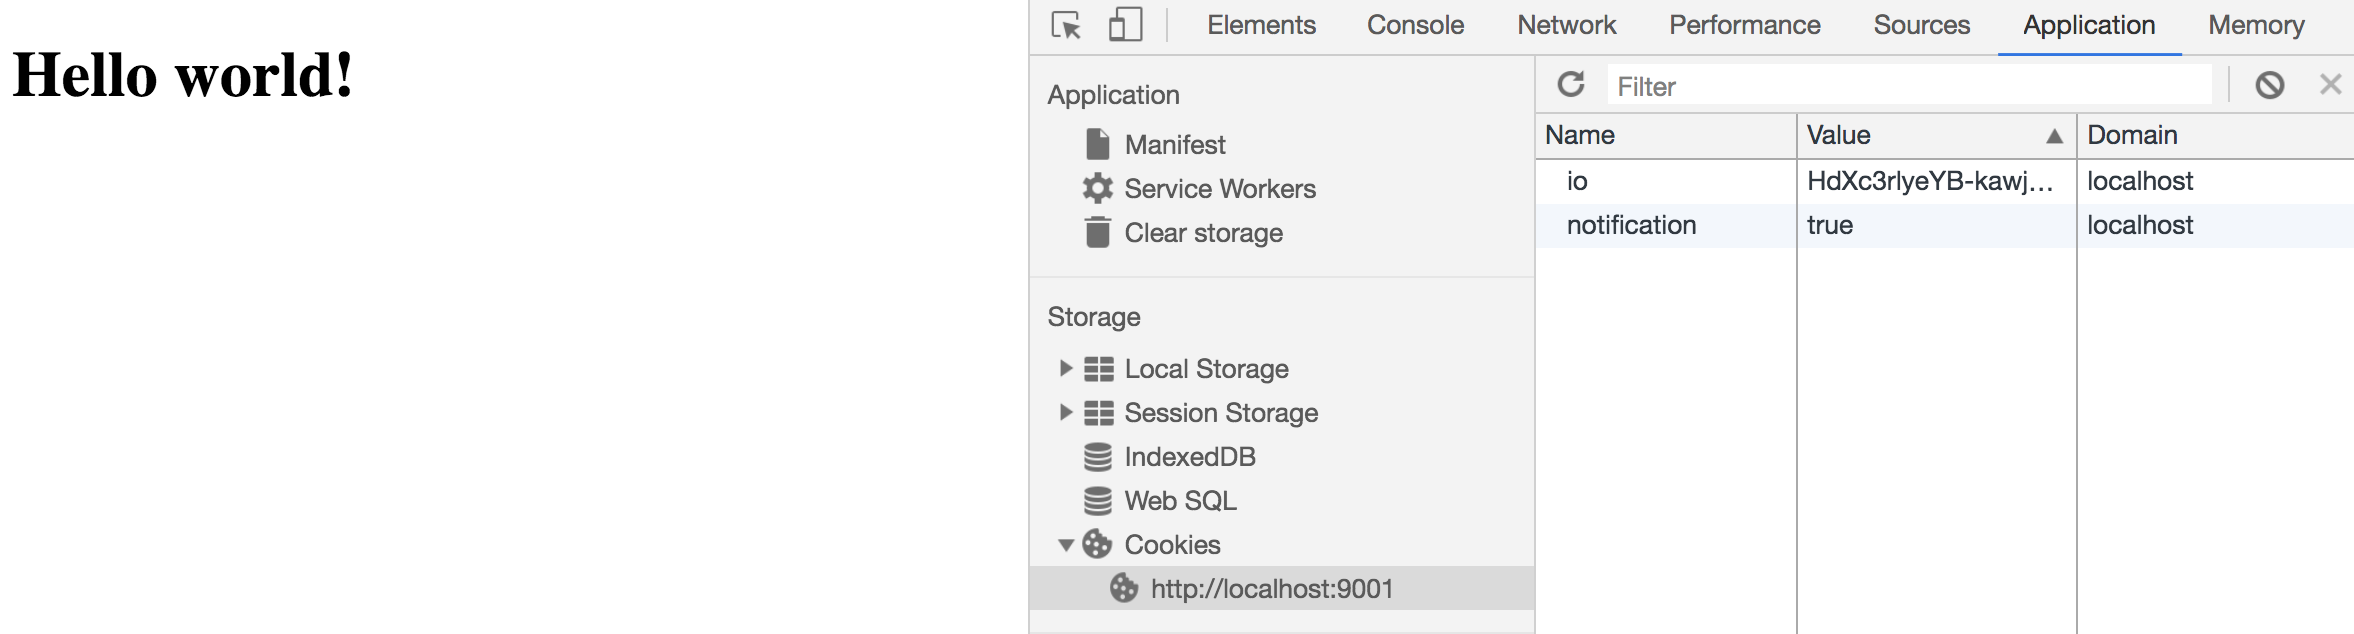 Hello world!
Elements Console Network Performance Sources Application Memory
Application
Manifest
Service Workers
Clear storage
Storage
Local Storage
Session Storage
IndexedDB
Web SQL
Cookies
http://localhost:9001
Filter
Name Value Domain
io HdXc3rlyeYB-kawj... localhost
notification true localhost